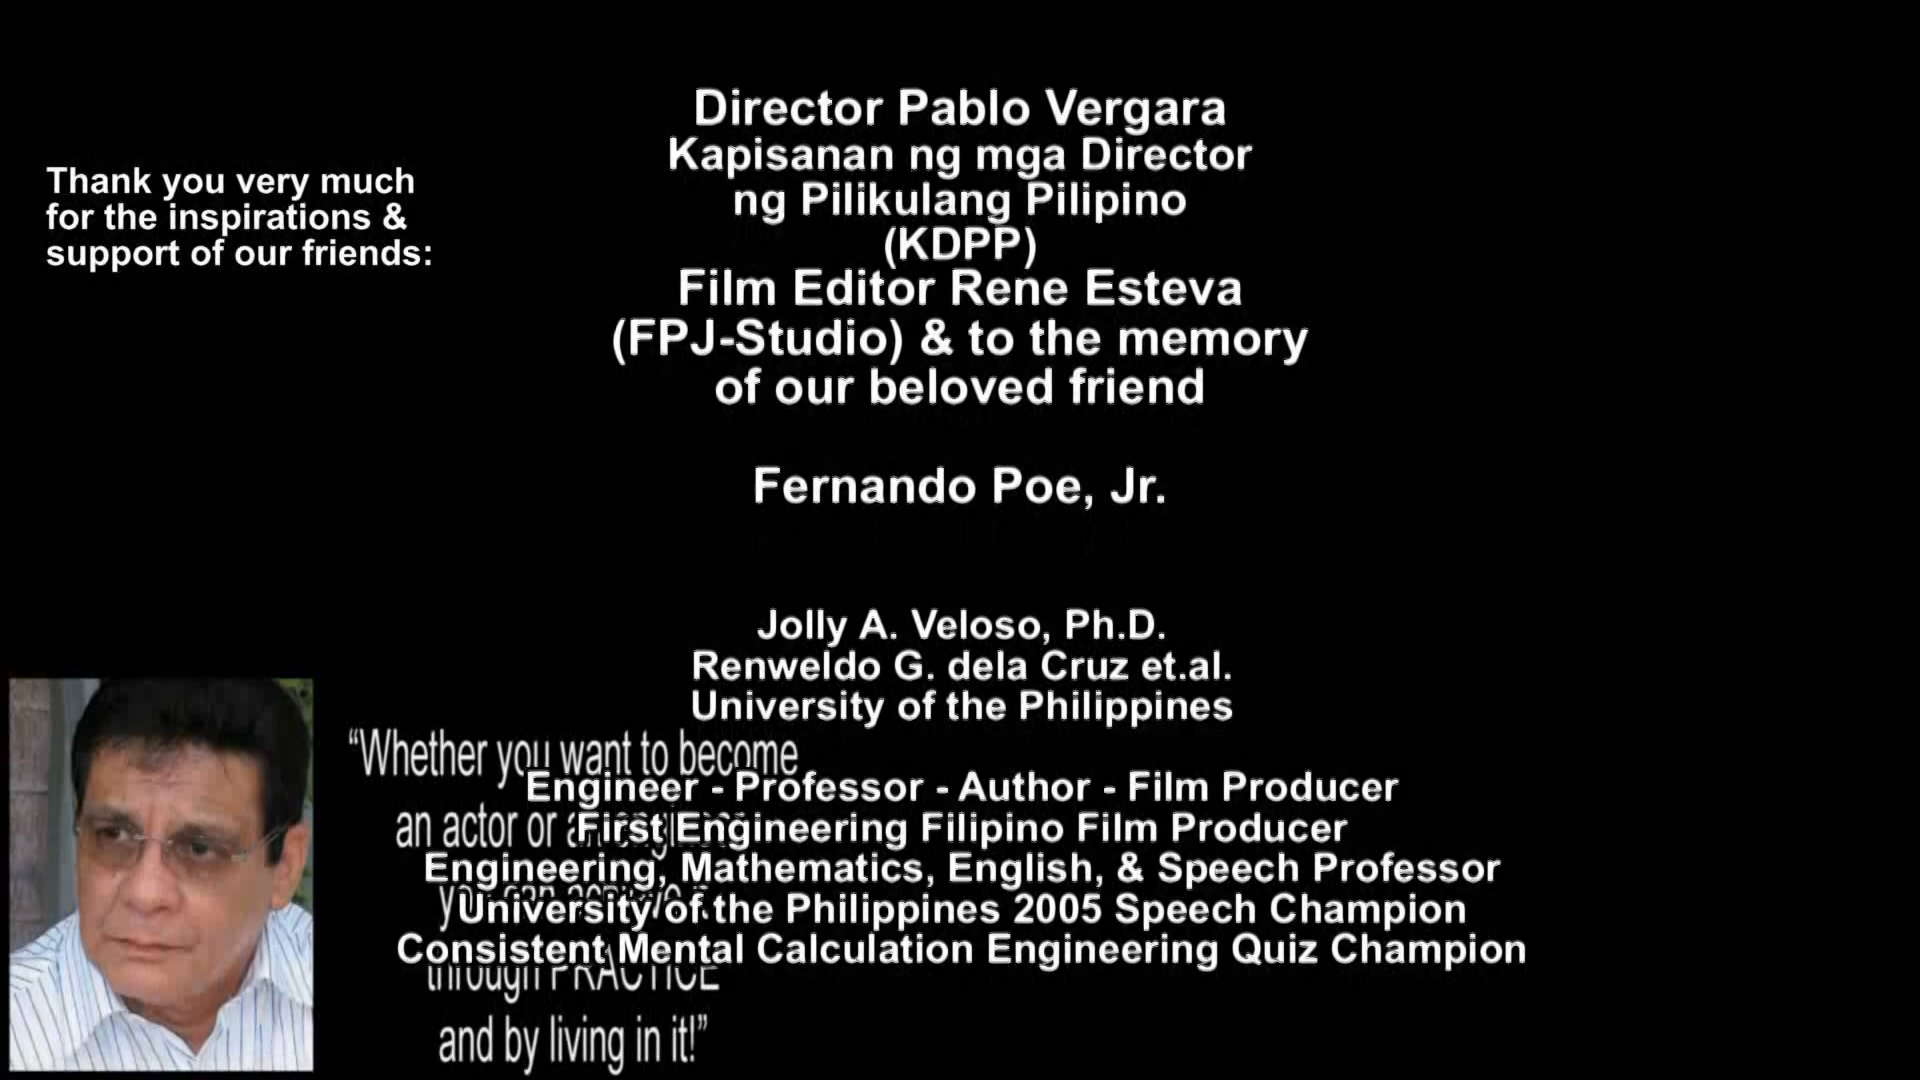 Thank you very much
for the inspirations &
support of our friends:
Director Pablo Vergara
Kapisanan ng mga Director
ng Pilikulang Pilipino
(KDPP)
Film Editor Rene Esteva
(FPJ-Studio) & to the memory
of our beloved friend
Fernando Poe, Jr.
Jolly A. Veloso, Ph.D.
Renweldo G. dela Cruz et.al.
University of the Philippines
Engineer - Professor - Author - Film Producer
First Engineering Filipino Film Producer
Engineering, Mathematics, English, & Speech Professor
University of the Philippines 2005 Speech Champion
Consistent Mental Calculation Engineering Quiz Champion
“Whether you want to become
an actor or
you can
through PRACTICE
and by living in it!”